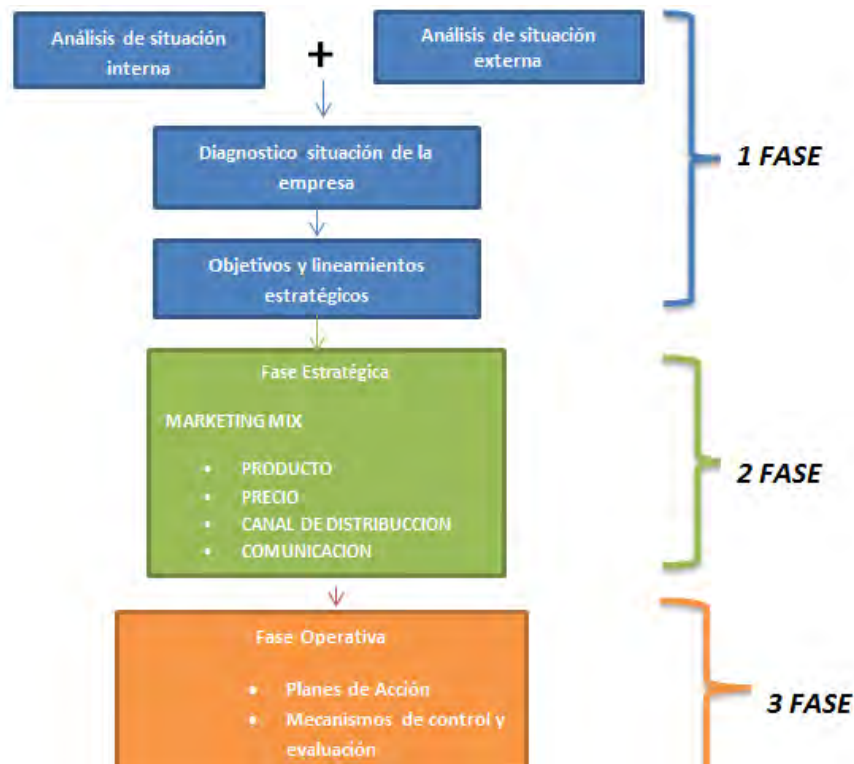 Análisis de situación
interna
+
Análisis de situación
externa
Diagnostico situación de la
empresa
Objetivos y lineamientos
estratégicos
1 FASE
Fase Estratégica
MARKETING MIX
• PRODUCTO
• PRECIO
• CANAL DE DISTRIBUCCION
• COMUNICACION
2 FASE
Fase Operativa
• Planes de Acción
• Mecanismos de control y
evaluación
3 FASE